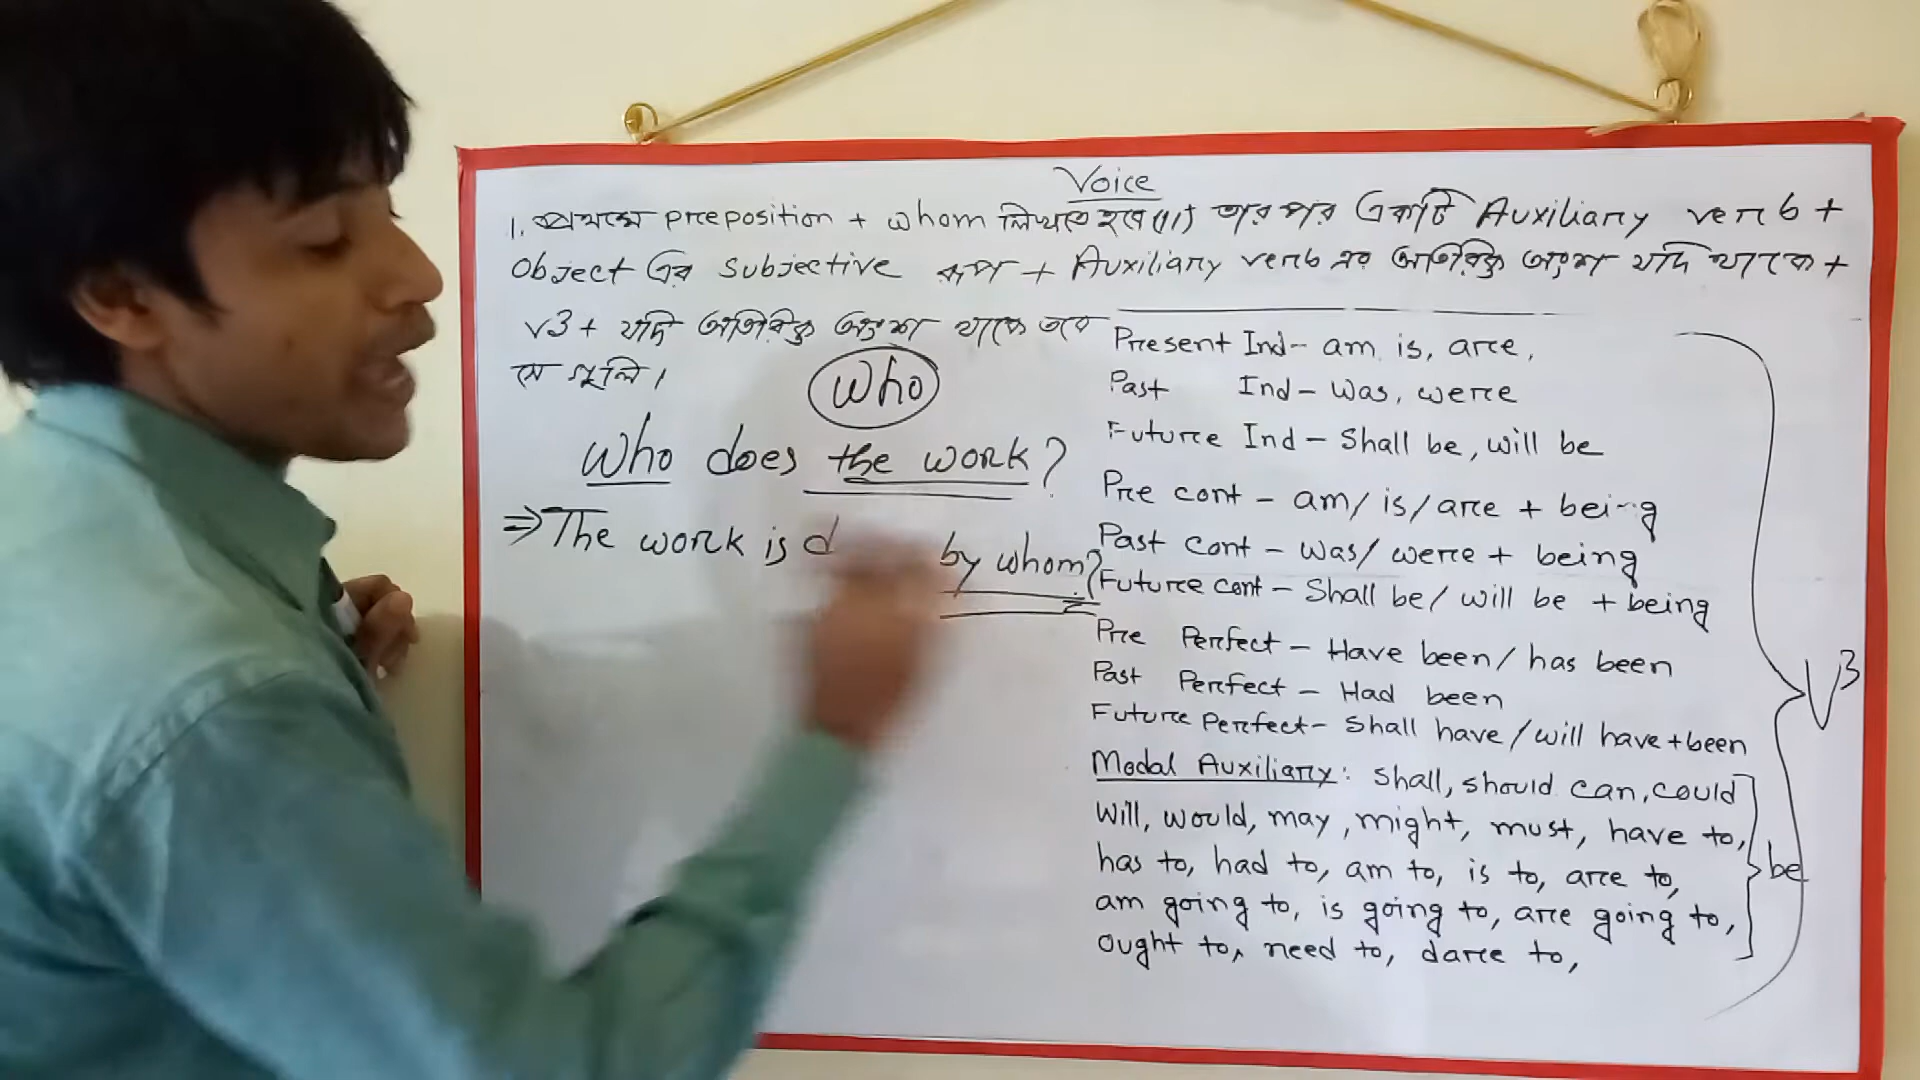 Voice
1. প্রথমে preposition + whom লিখতে হবে (।) তারপর একটি Auxiliary verb +
Object এর subjective রূপ + Auxiliary verb এর অতিরিক্ত অংশ যদি থাকে +
v3 + যদি অতিরিক্ত অংশ থাকে তবে
সে গুলি।
who
Who does the work?
⇒ The work is by whom?
Present Ind- am, is, are,
Past Ind- was, were
Future Ind- Shall be, will be
Pre cont - am/ is/ are + being
Past cont - was/ were + being
Future cont - Shall be/ will be + being
Pre Perfect - Have been/ has been
Past Perfect - Had been
Future Perfect- Shall have/ will have+been
Modal Auxiliary: Shall, should can, could
Will, would, may, might, must, have to,
has to, had to, am to, is to, are to,
am going to, is going to, are going to,
ought to, need to, dare to,
be
V3